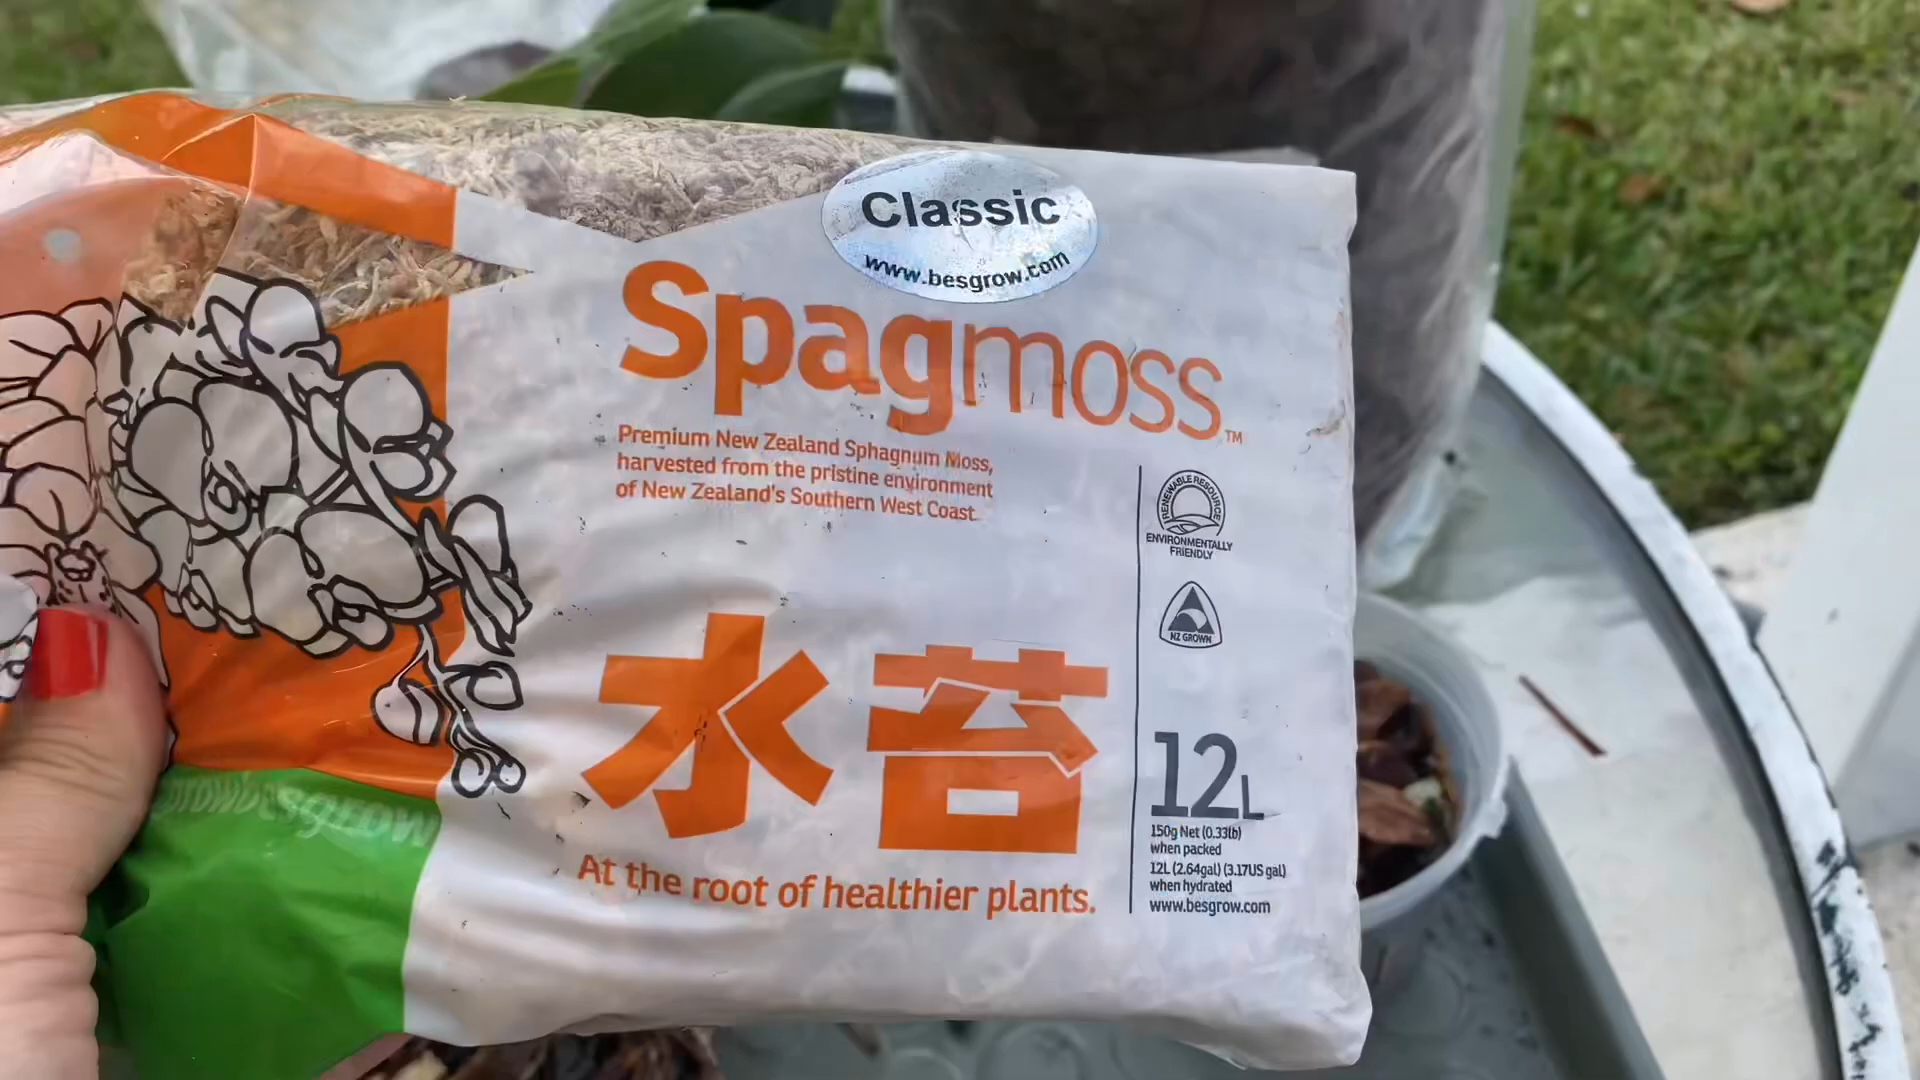 Classic
www.besgrow.com
Spagmoss™
Premium New Zealand Sphagnum Moss,
harvested from the pristine environment
of New Zealand's Southern West Coast.
RENEWABLE RESOURCE
ENVIRONMENTALLY
FRIENDLY
NZ GROWN
水苔
12L
150g Net (0.33lb)
when packed
12L (2.64gal) (3.17US gal)
when hydrated
www.besgrow.com
At the root of healthier plants.
besgrow